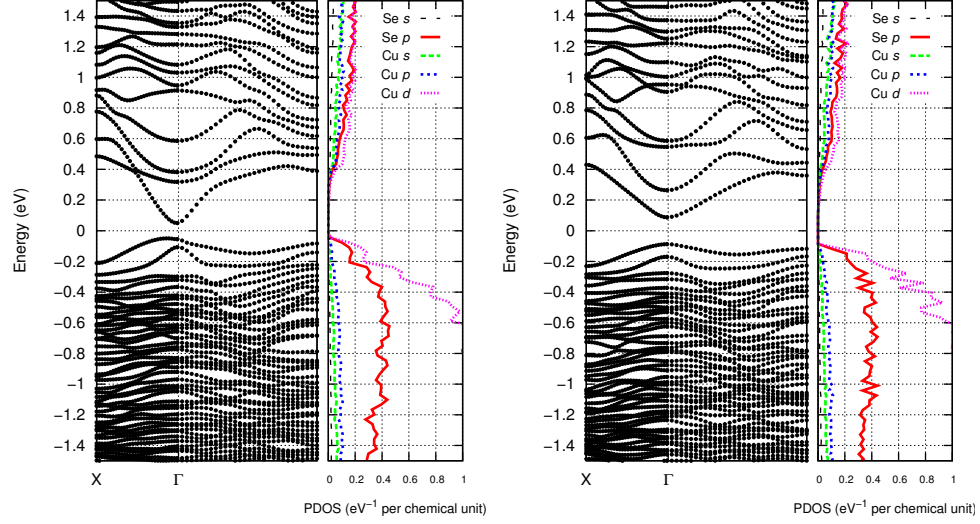 1.4
1.2
1
0.8
0.6
0.4
0.2
0
−0.2
−0.4
−0.6
−0.8
−1
−1.2
−1.4
Energy (eV)
X Γ
Se s
Se p
Cu s
Cu p
Cu d
0 0.2 0.4 0.6 0.8 1
PDOS (eV⁻¹ per chemical unit)
1.4
1.2
1
0.8
0.6
0.4
0.2
0
−0.2
−0.4
−0.6
−0.8
−1
−1.2
−1.4
Energy (eV)
X Γ
Se s
Se p
Cu s
Cu p
Cu d
0 0.2 0.4 0.6 0.8 1
PDOS (eV⁻¹ per chemical unit)